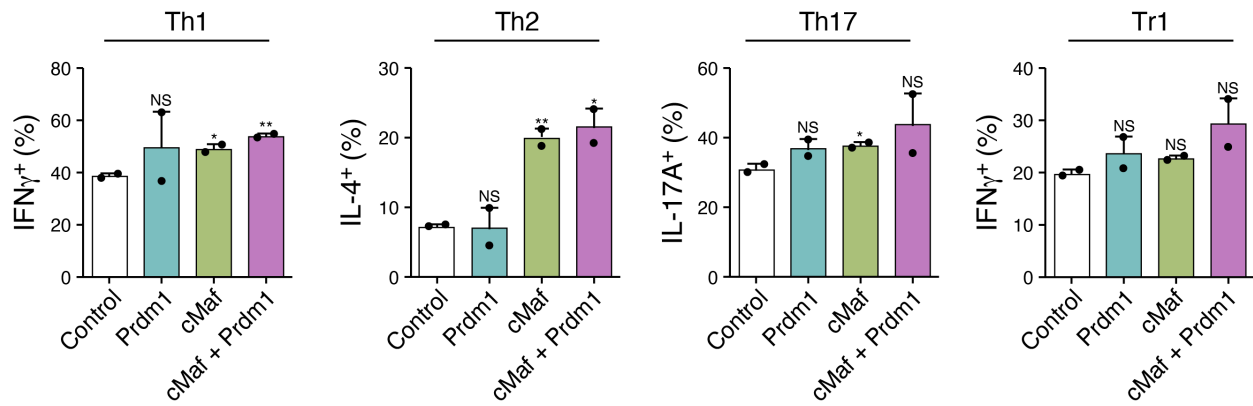 Th1
IFNγ+ (%)
80
60
40
20
0
NS
*
**
Control
Prdm1
cMaf
cMaf + Prdm1
Th2
IL-4+ (%)
30
20
10
0
NS
**
*
Control
Prdm1
cMaf
cMaf + Prdm1
Th17
IL-17A+ (%)
60
40
20
0
NS
*
NS
Control
Prdm1
cMaf
cMaf + Prdm1
Tr1
IFNγ+ (%)
40
30
20
10
0
NS
NS
NS
Control
Prdm1
cMaf
cMaf + Prdm1